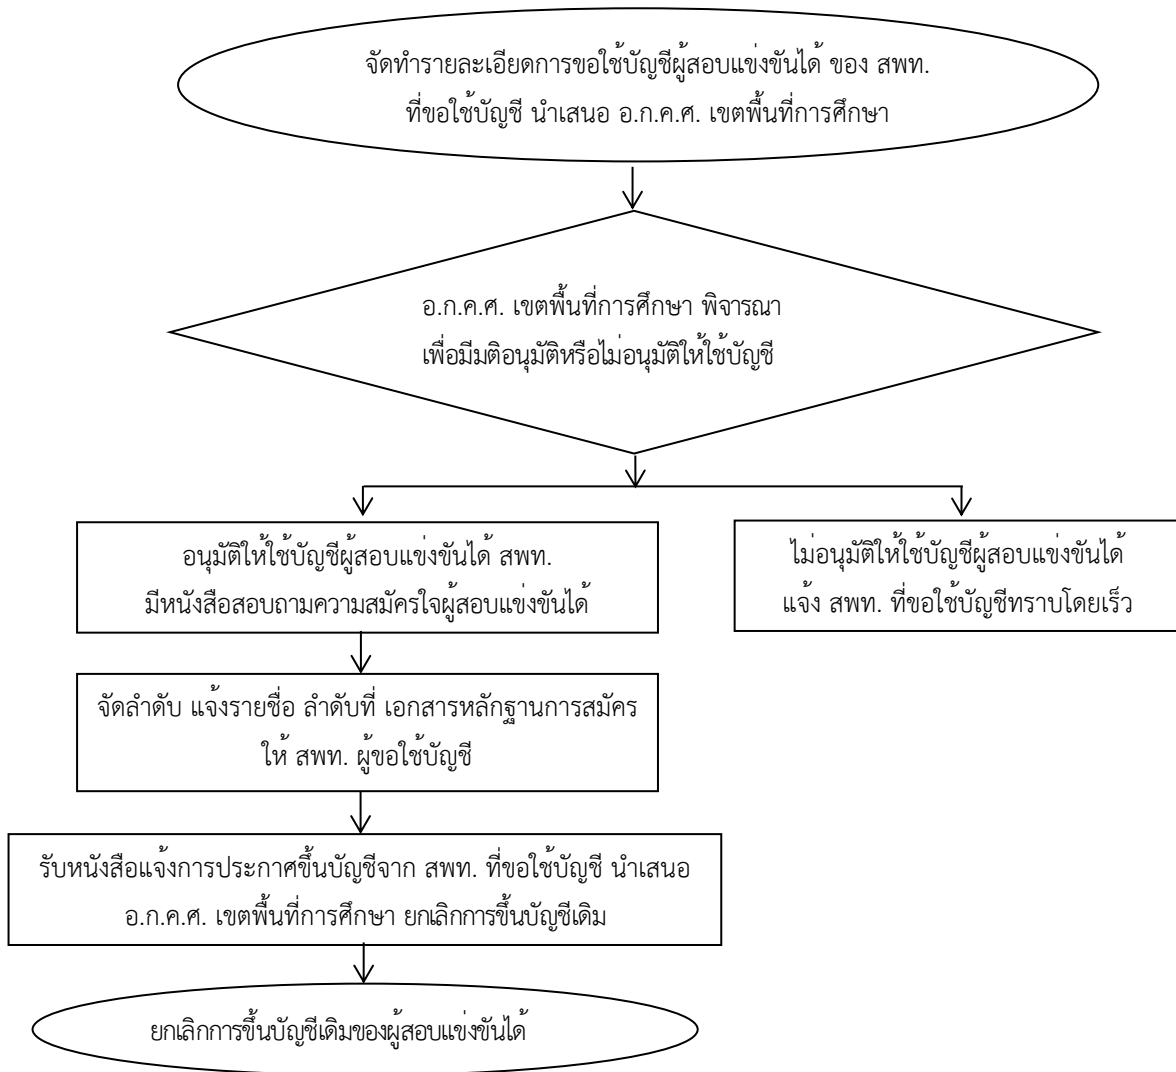 จัดทำรายละเอียดการขอใช้บัญชีผู้สอบแข่งขันได้ ของ สพท.
ที่ขอใช้บัญชี นำเสนอ อ.ก.ค.ศ. เขตพื้นที่การศึกษา
อ.ก.ค.ศ. เขตพื้นที่การศึกษา พิจารณา
เพื่อมีมติอนุมัติหรือไม่อนุมัติให้ใช้บัญชี
อนุมัติให้ใช้บัญชีผู้สอบแข่งขันได้ สพท.
มีหนังสือสอบถามความสมัครใจผู้สอบแข่งขันได้
ไม่อนุมัติให้ใช้บัญชีผู้สอบแข่งขันได้
แจ้ง สพท. ที่ขอใช้บัญชีทราบโดยเร็ว
จัดลำดับ แจ้งรายชื่อ ลำดับที่ เอกสารหลักฐานการสมัคร
ให้ สพท. ผู้ขอใช้บัญชี
รับหนังสือแจ้งการประกาศขึ้นบัญชีจาก สพท. ที่ขอใช้บัญชี นำเสนอ
อ.ก.ค.ศ. เขตพื้นที่การศึกษา ยกเลิกการขึ้นบัญชีเดิม
ยกเลิกการขึ้นบัญชีเดิมของผู้สอบแข่งขันได้